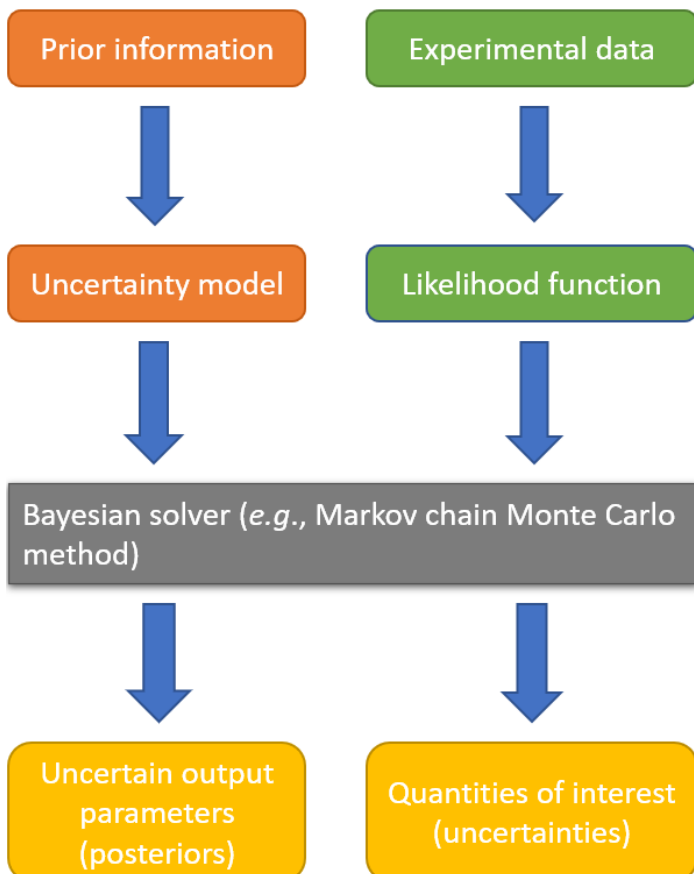 Prior information
Experimental data
Uncertainty model
Likelihood function
Bayesian solver (e.g., Markov chain Monte Carlo
method)
Uncertain output
parameters
(posteriors)
Quantities of interest
(uncertainties)